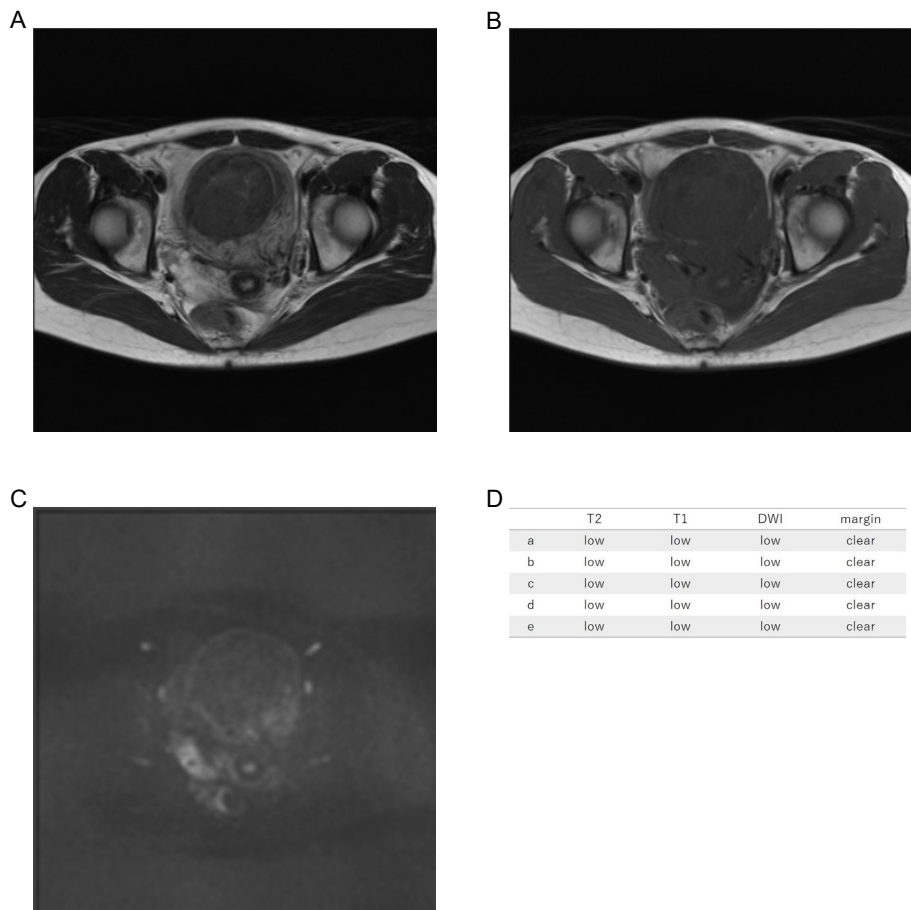 A
B
C
D
T2 T1 DWI margin
a low low low clear
b low low low clear
c low low low clear
d low low low clear
e low low low clear